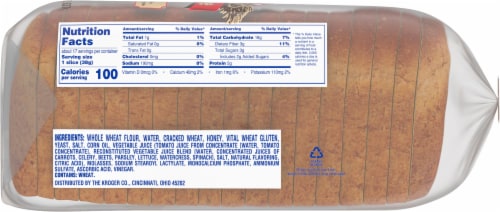 Nutrition
Facts
about 17 servings per container
Serving size
1 slice (38g)
Calories 100
per serving
Amount/serving % Daily Value*
Total Fat 1g 1%
Saturated Fat 0g 0%
Trans Fat 0g
Cholesterol 0mg 0%
Sodium
Amount/serving % Daily Value*
Total Carbohydrate 18g 7%
Dietary Fiber 3g 11%
Total Sugars 3g
Includes 2g Added Sugars 4%
Protein 5g
Vitamin D 0mcg 0% • Calcium 40mg 2% • Iron 1mg 6% • Potassium 110mg 2%
INGREDIENTS: WHOLE WHEAT FLOUR, WATER, CRACKED WHEAT, HONEY, VITAL WHEAT GLUTEN,
YEAST, SALT, CORN OIL, VEGETABLE JUICE (TOMATO JUICE FROM CONCENTRATE (WATER, TOMATO
CONCENTRATE), RECONSTITUTED VEGETABLE JUICE BLEND (WATER, CONCENTRATED JUICES OF
CARROTS, CELERY, BEETS, PARSLEY, LETTUCE, WATERCRESS, SPINACH), SALT, NATURAL FLAVORING,
CITRIC ACID), MOLASSES, SODIUM STEAROYL LACTYLATE, MONOCALCIUM PHOSPHATE, AMMONIUM
SULFATE, ASCORBIC ACID, VINEGAR.
CONTAINS: WHEAT.
DISTRIBUTED BY THE KROGER CO., CINCINNATI, OHIO 45202